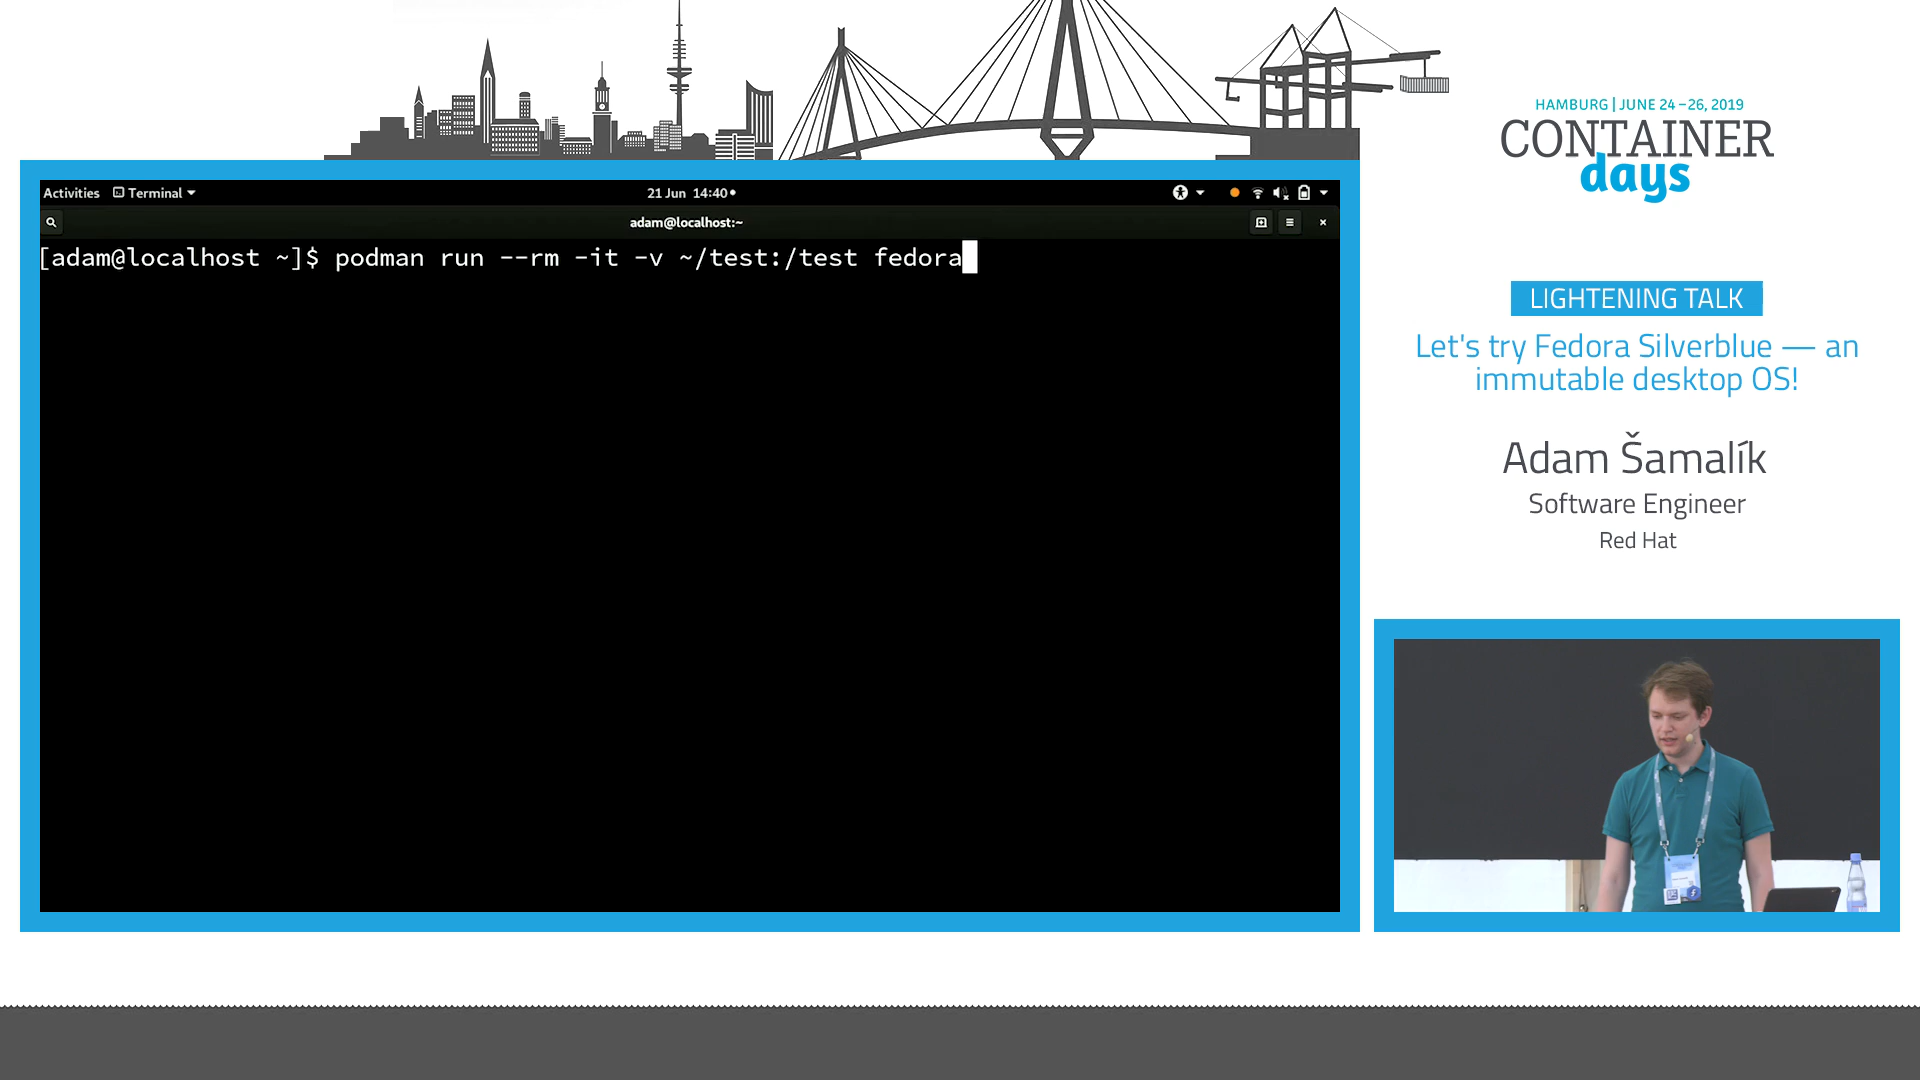 HAMBURG | JUNE 24 – 26, 2019
CONTAINER
days
Activities Terminal 21 Jun 14:40
adam@localhost:~
[adam@localhost ~]$ podman run --rm -it -v ~/test:/test fedora
LIGHTENING TALK
Let's try Fedora Silverblue — an
immutable desktop OS!
Adam Šamalík
Software Engineer
Red Hat